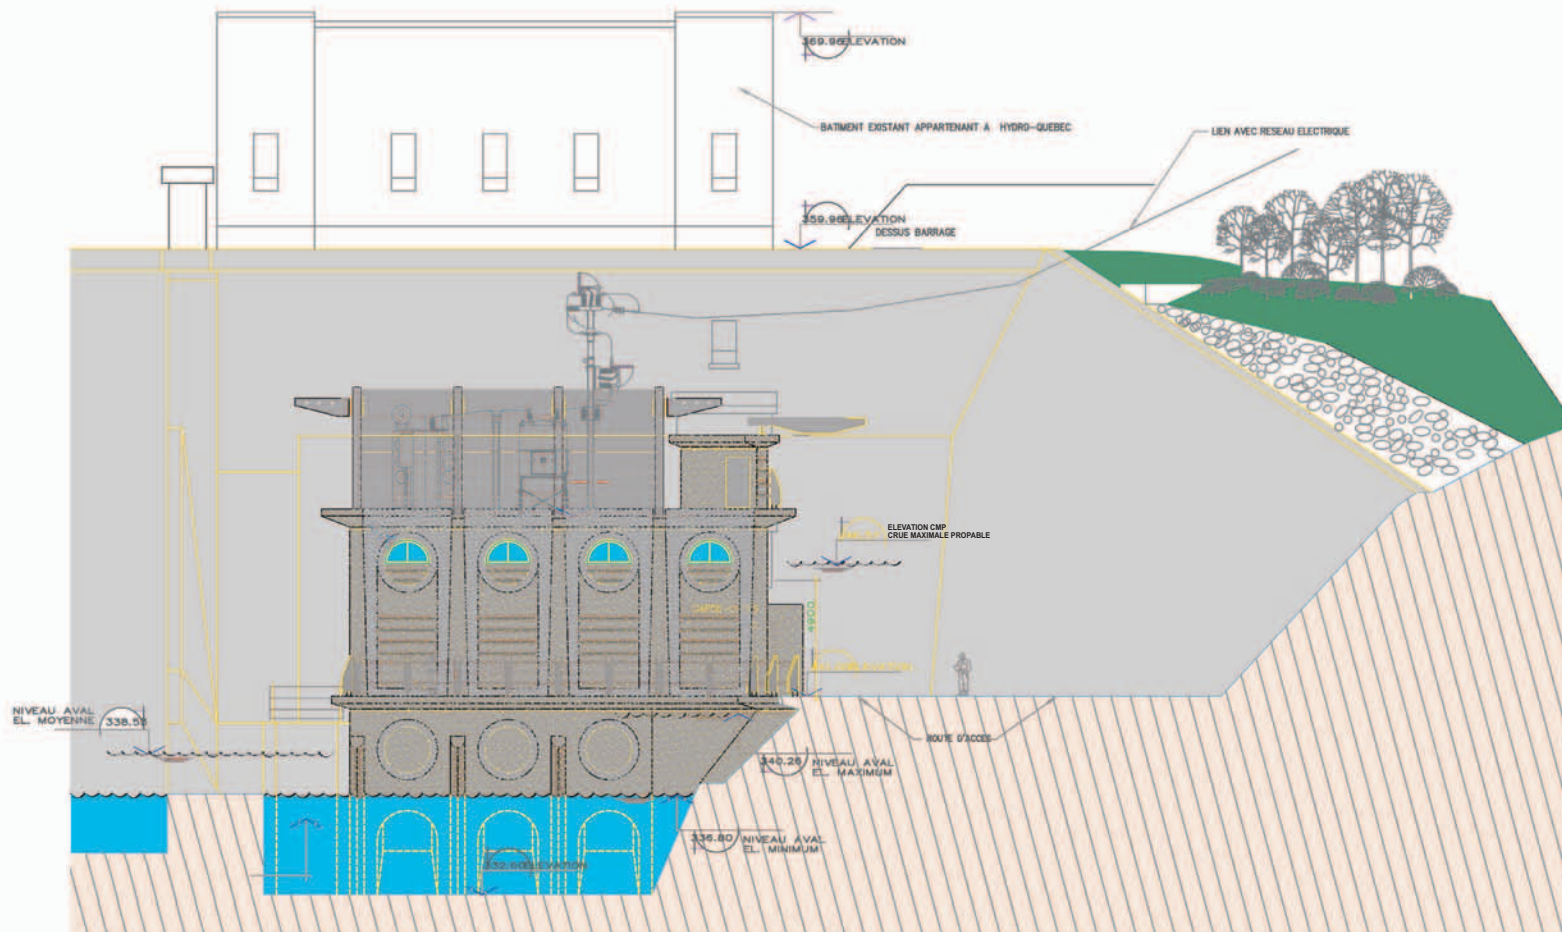 369.96 ELEVATION
BATIMENT EXISTANT APPARTENANT A HYDRO-QUEBEC
LIEN AVEC RESEAU ELECTRIQUE
359.96 ELEVATION
DESSUS BARRAGE
ELEVATION CMP
CRUE MAXIMALE PROPABLE
4900
NIVEAU AVAL
EL. MOYENNE
338.55
ROUTE D'ACCES
340.26 NIVEAU AVAL
EL. MAXIMUM
336.80 NIVEAU AVAL
EL. MINIMUM
332.60 ELEVATION